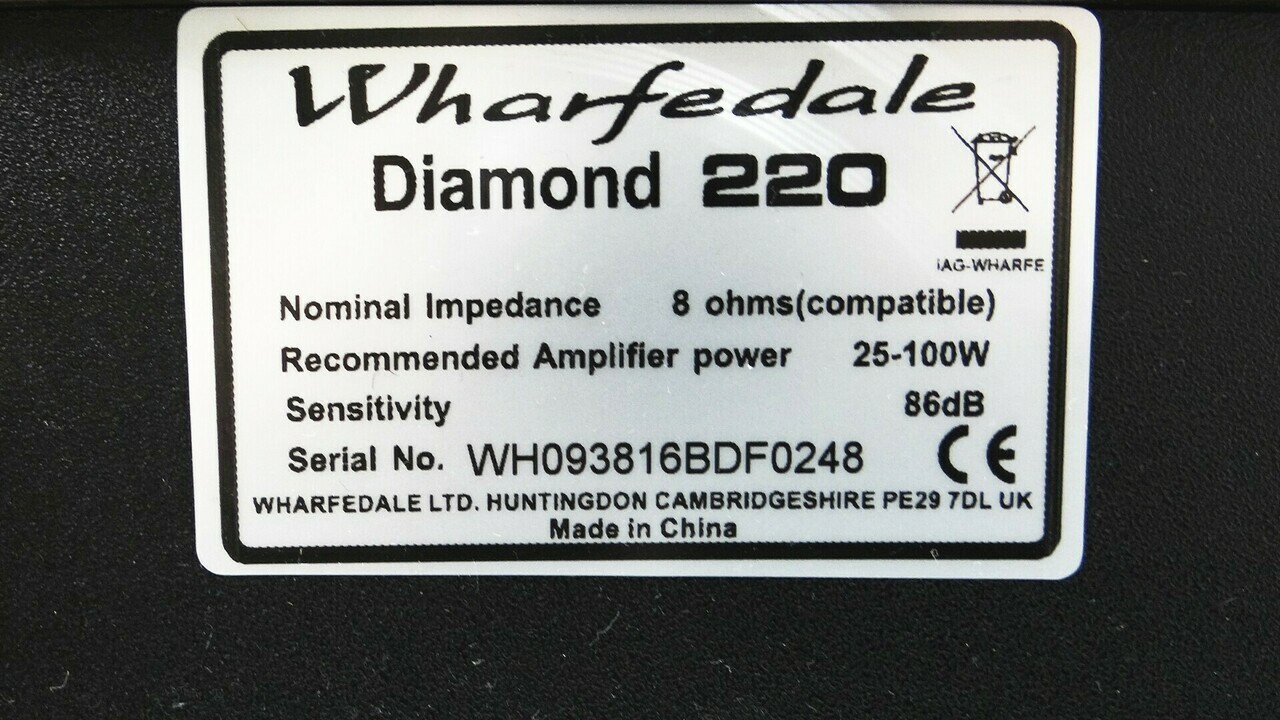 Wharfedale
Diamond 220
IAG-WHARFE
Nominal Impedance 8 ohms(compatible)
Recommended Amplifier power 25-100W
Sensitivity 86dB
Serial No. WH093816BDF0248 CE
WHARFEDALE LTD. HUNTINGDON CAMBRIDGESHIRE PE29 7DL UK
Made in China